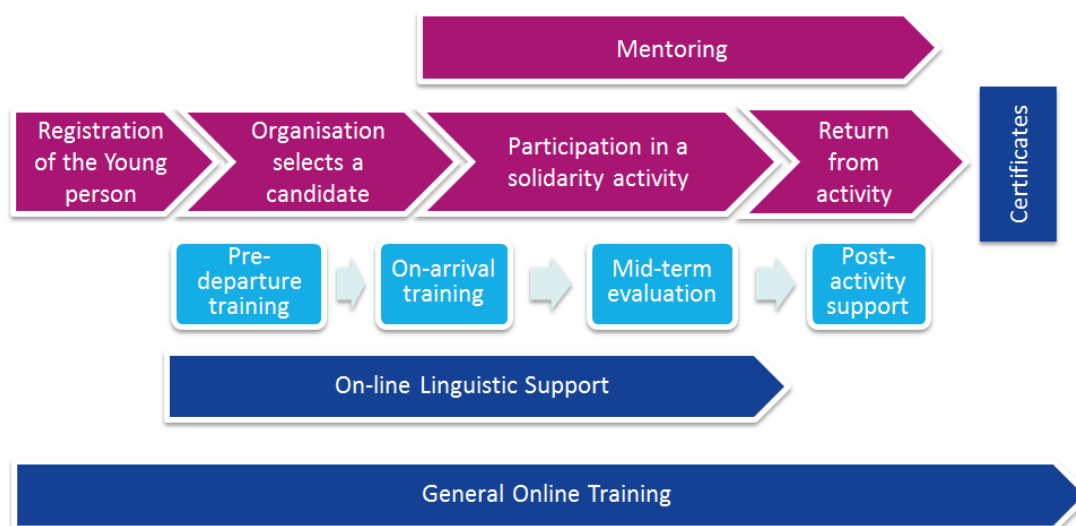 Mentoring
Registration
of the Young
person
Organisation
selects a
candidate
Participation in a
solidarity activity
Return
from
activity
Certificates
Pre-
departure
training
On-arrival
training
Mid-term
evaluation
Post-
activity
support
On-line Linguistic Support
General Online Training